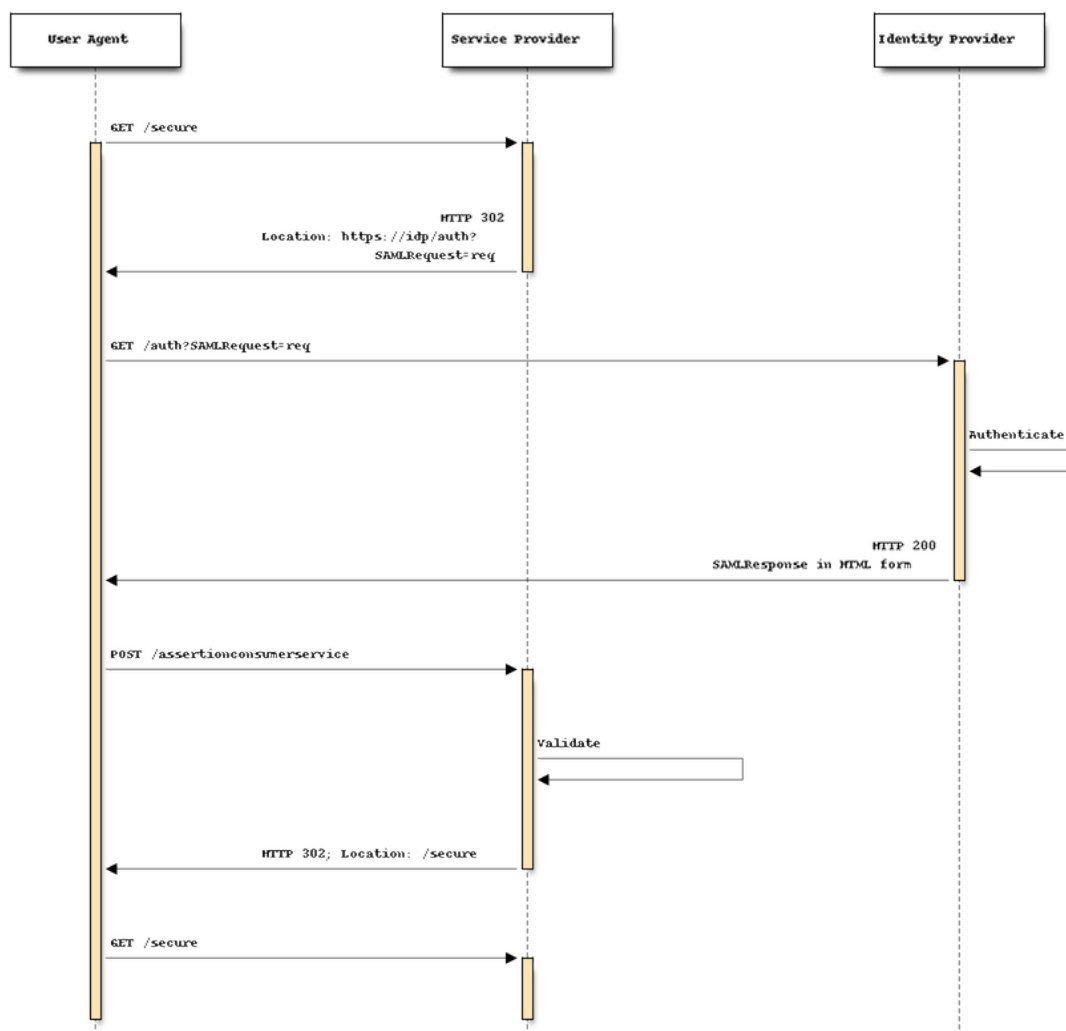 User Agent
Service Provider
Identity Provider
GET /secure
HTTP 302
Location: https://idp/auth?
SAMLRequest=req
GET /auth?SAMLRequest=req
Authenticate
HTTP 200
SAMLResponse in HTML form
POST /assertionconsumerservice
Validate
HTTP 302; Location: /secure
GET /secure